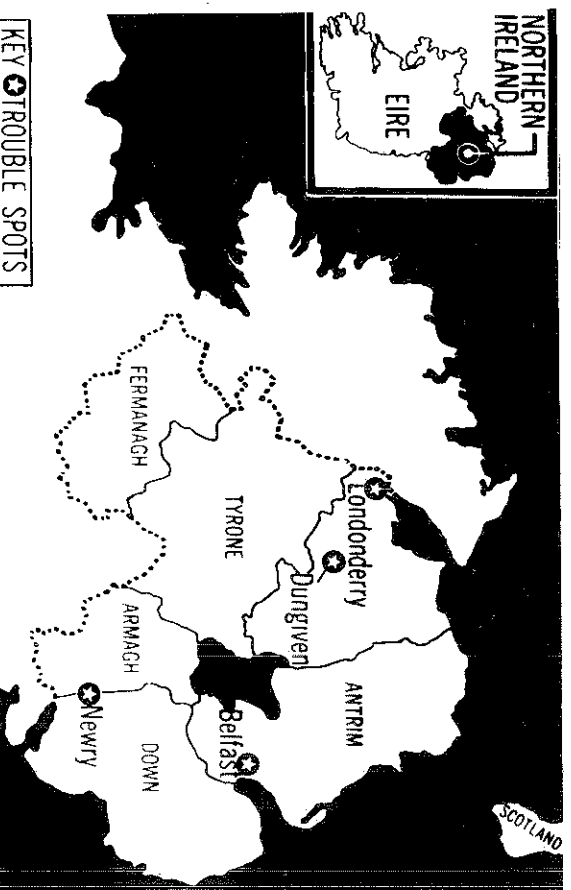 NORTHERN
IRELAND
EIRE
SCOTLAND
Londonderry
Dungiven
ANTRIM
TYRONE
Belfast
FERMANAGH
ARMAGH
DOWN
Newry
KEY ✪ TROUBLE SPOTS